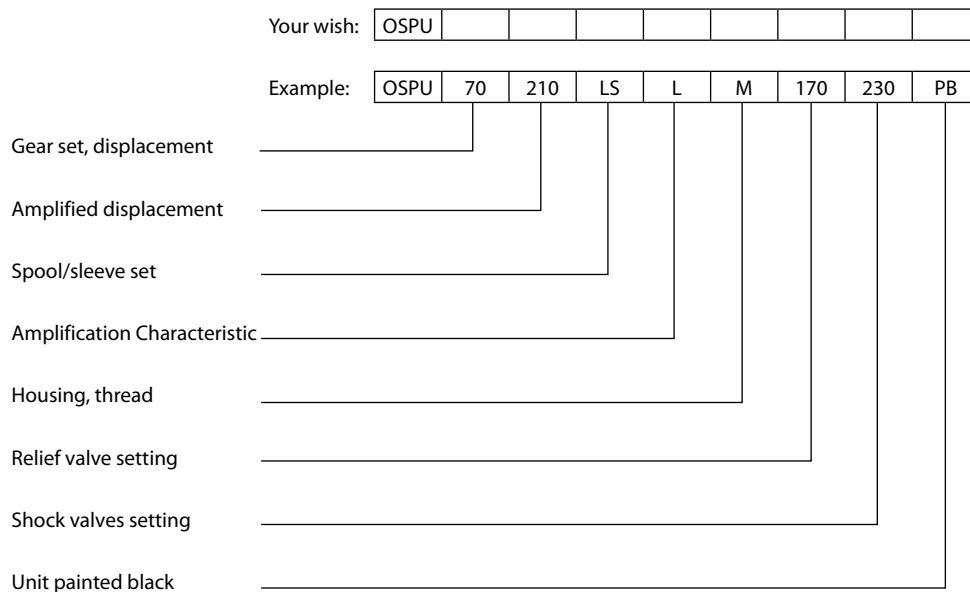 Your wish: OSPU
Example: OSPU 70 210 LS L M 170 230 PB
Gear set, displacement
Amplified displacement
Spool/sleeve set
Amplification Characteristic
Housing, thread
Relief valve setting
Shock valves setting
Unit painted black